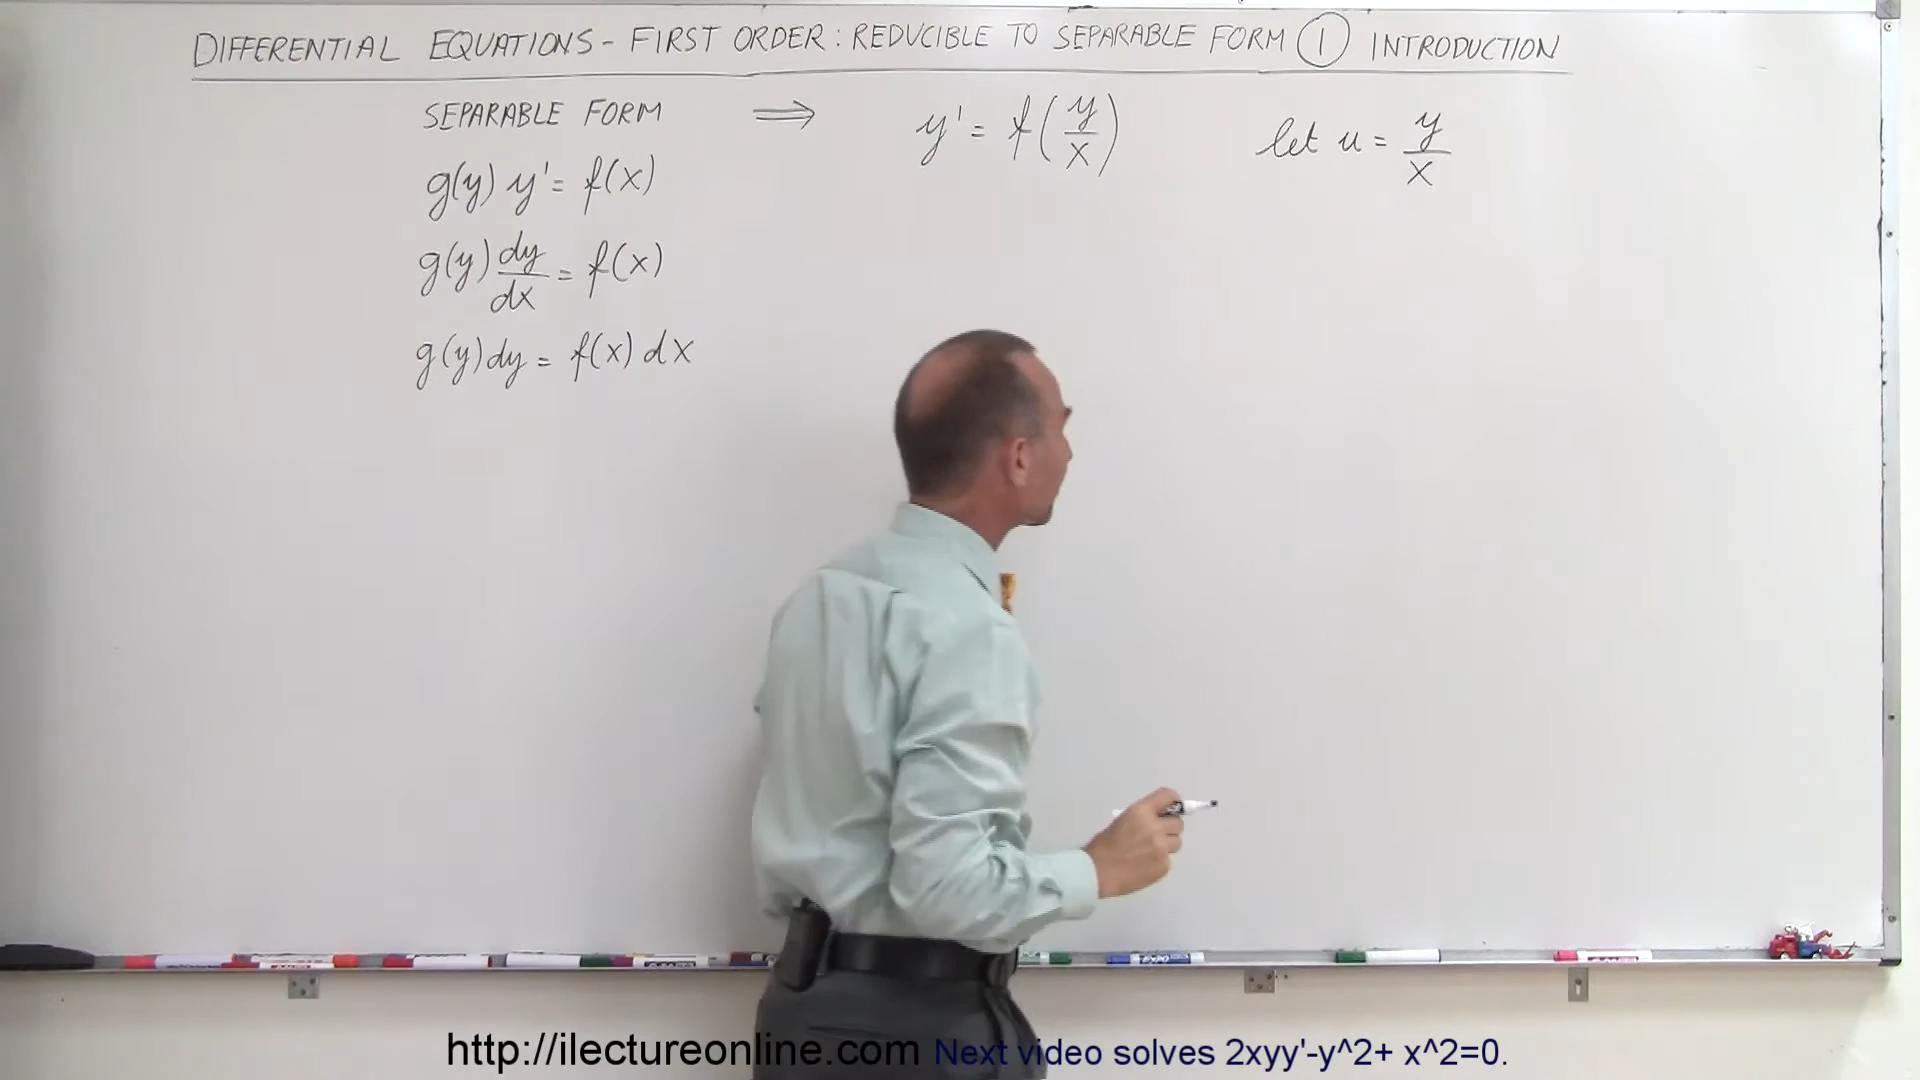 DIFFERENTIAL EQUATIONS - FIRST ORDER : REDUCIBLE TO SEPARABLE FORM ① INTRODUCTION
SEPARABLE FORM ⟹ y' = f(y/x) let u = y/x
g(y) y' = f(x)
g(y) dy/dx = f(x)
g(y) dy = f(x) dx
http://ilectureonline.com Next video solves 2xyy'-y^2+ x^2=0.